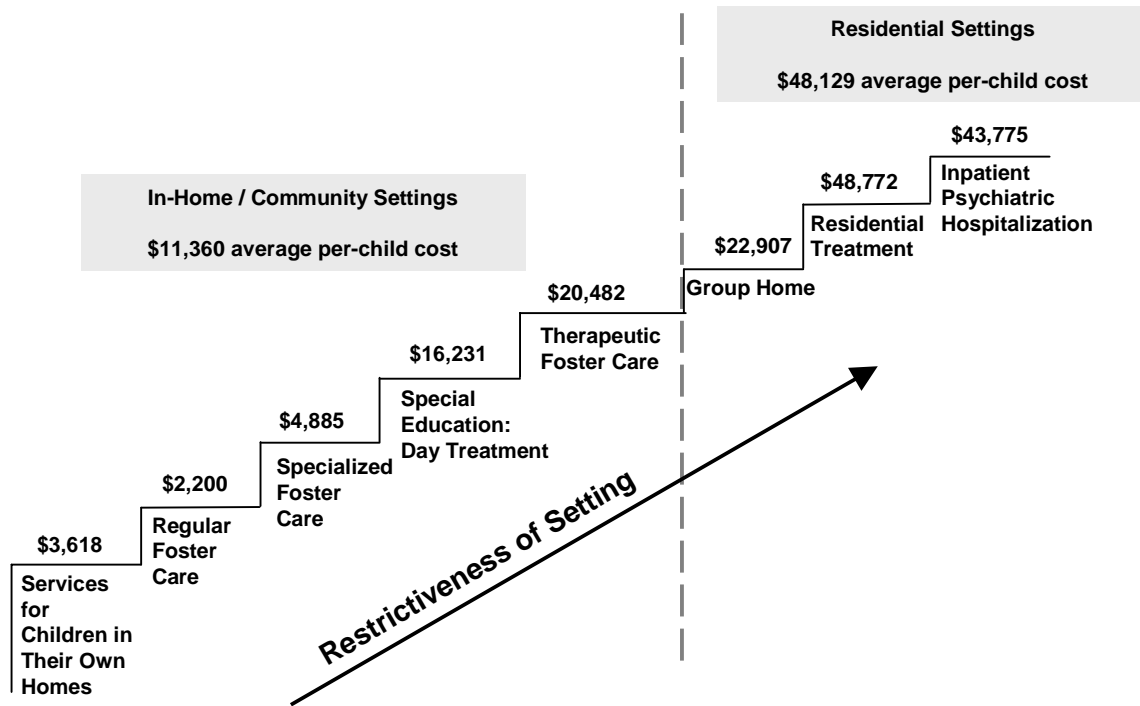 Residential Settings
$48,129 average per-child cost
In-Home / Community Settings
$11,360 average per-child cost
$3,618
Services
for
Children in
Their Own
Homes
$2,200
Regular
Foster
Care
$4,885
Specialized
Foster
Care
$16,231
Special
Education:
Day Treatment
$20,482
Therapeutic
Foster Care
$22,907
Group Home
$48,772
Residential
Treatment
$43,775
Inpatient
Psychiatric
Hospitalization
Restrictiveness of Setting